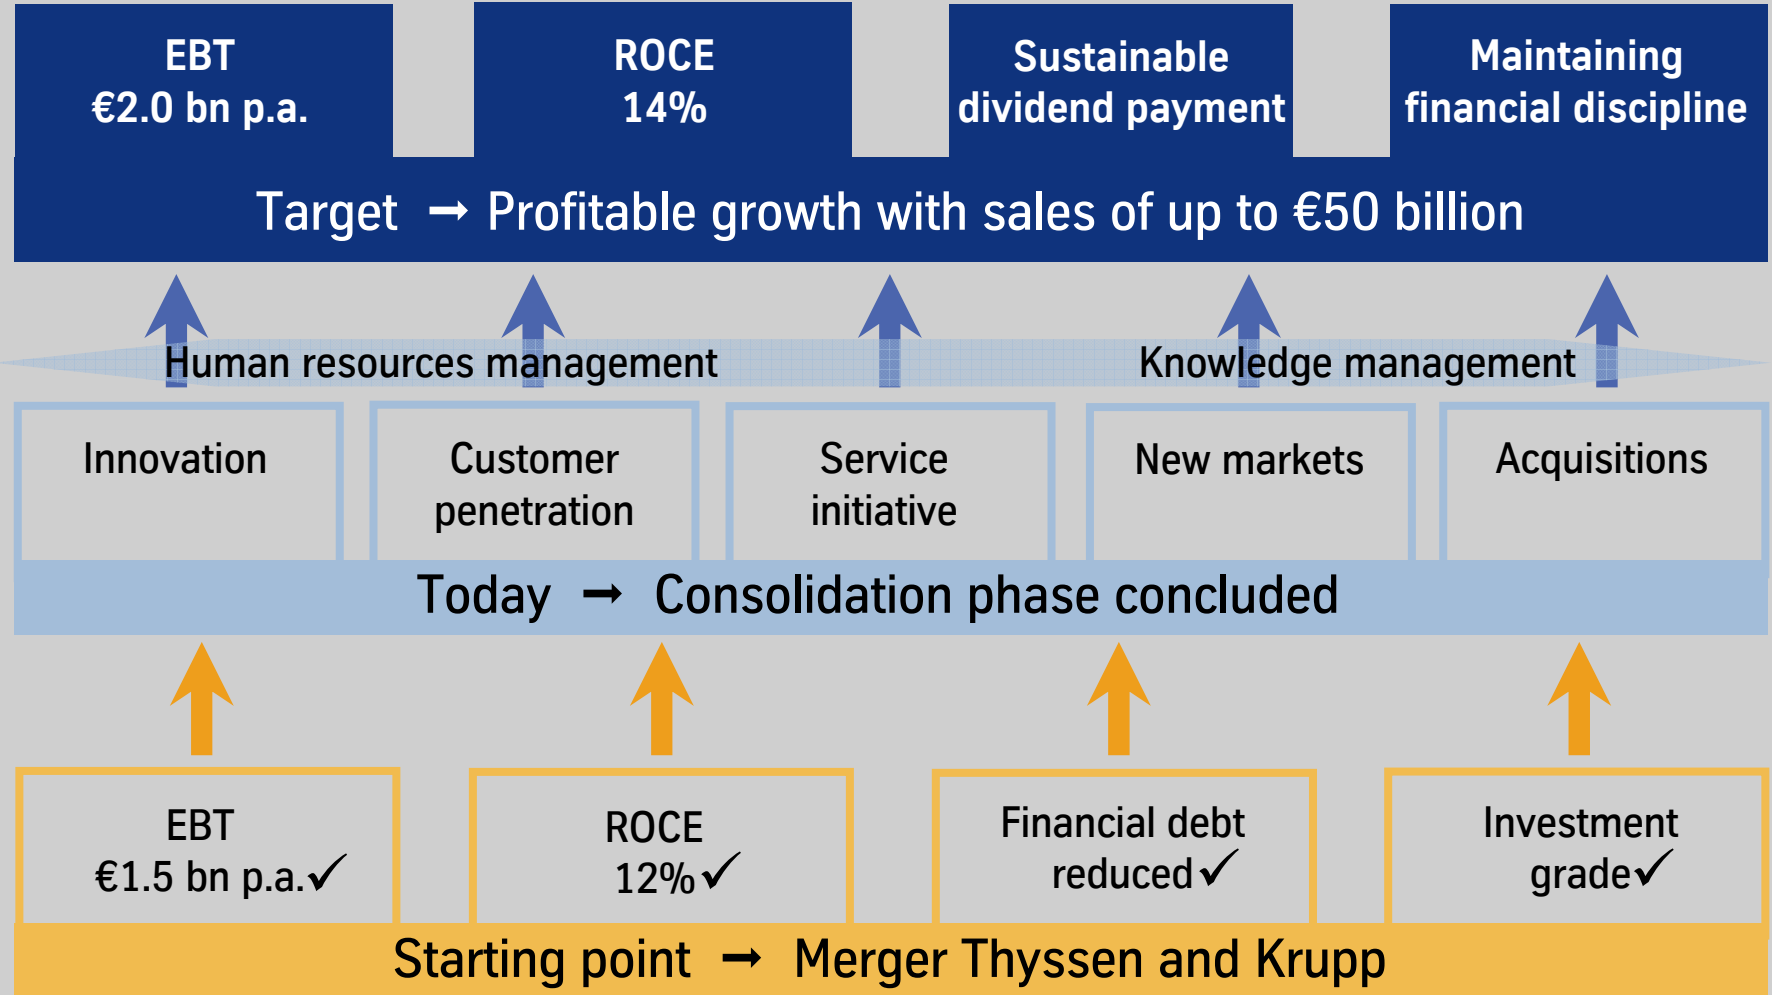 EBT
€2.0 bn p.a.
ROCE
14%
Sustainable
dividend payment
Maintaining
financial discipline
Target → Profitable growth with sales of up to €50 billion
Human resources management
Knowledge management
Innovation
Customer
penetration
Service
initiative
New markets
Acquisitions
Today → Consolidation phase concluded
EBT
€1.5 bn p.a. ✓
ROCE
12% ✓
Financial debt
reduced ✓
Investment
grade ✓
Starting point → Merger Thyssen and Krupp